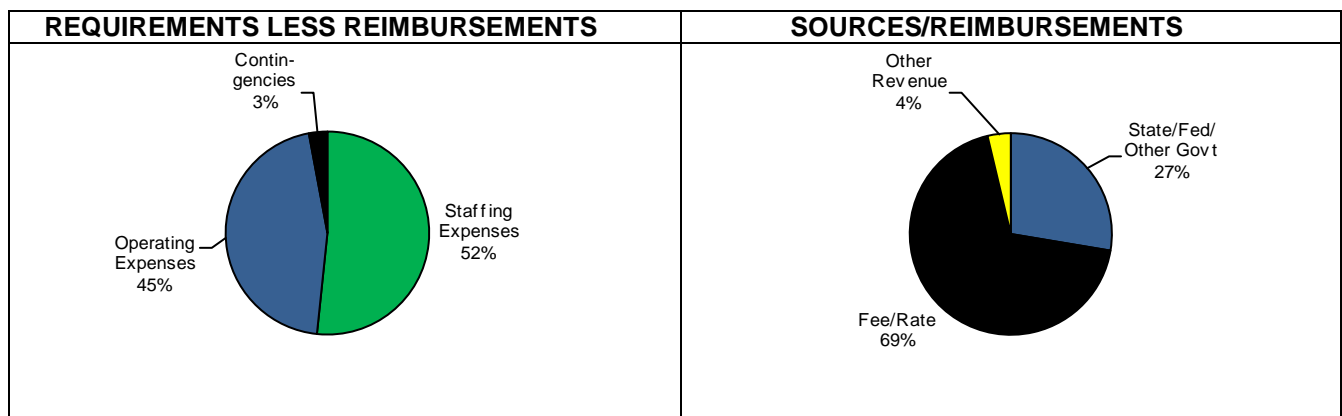 REQUIREMENTS LESS REIMBURSEMENTS
Contin-
gencies
3%
Operating
Expenses
45%
Staffing
Expenses
52%
SOURCES/REIMBURSEMENTS
Other
Revenue
4%
State/Fed/
Other Govt
27%
Fee/Rate
69%